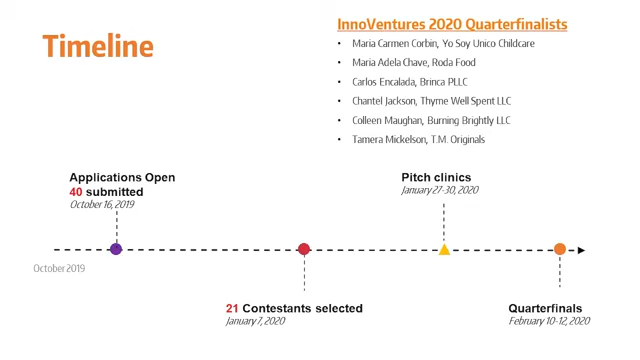 Timeline
InnoVentures 2020 Quarterfinalists
• Maria Carmen Corbin, Yo Soy Unico Childcare
• Maria Adela Chave, Roda Food
• Carlos Encalada, Brinca PLLC
• Chantel Jackson, Thyme Well Spent LLC
• Colleen Maughan, Burning Brightly LLC
• Tamera Mickelson, T.M. Originals
Applications Open
40 submitted
October 16, 2019
Pitch clinics
January 27-30, 2020
October 2019
21 Contestants selected
January 7, 2020
Quarterfinals
February 10-12, 2020